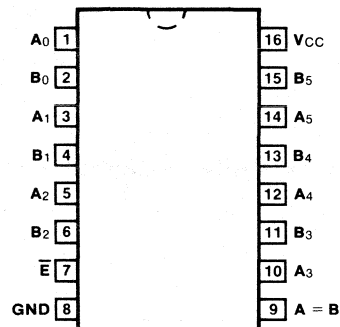 A0 1 16 VCC
B0 2 15 B5
A1 3 14 A5
B1 4 13 B4
A2 5 12 A4
B2 6 11 B3
E̅ 7 10 A3
GND 8 9 A = B